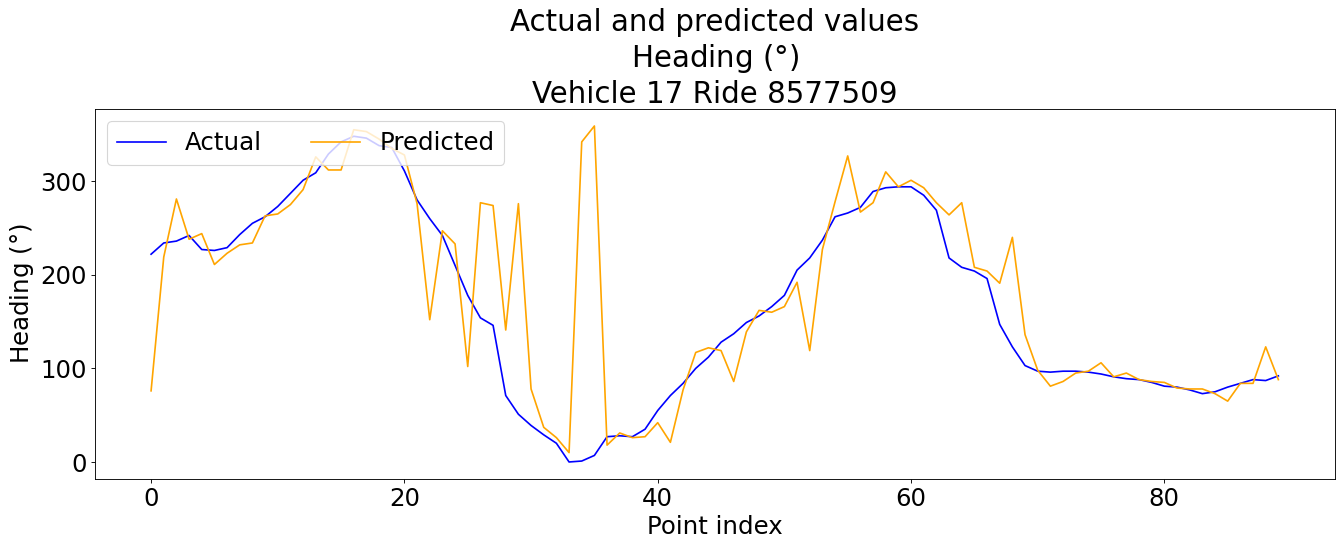 Actual and predicted values
Heading (°)
Vehicle 17 Ride 8577509
Actual Predicted
Heading (°)
300
200
100
0
0 20 40 60 80
Point index